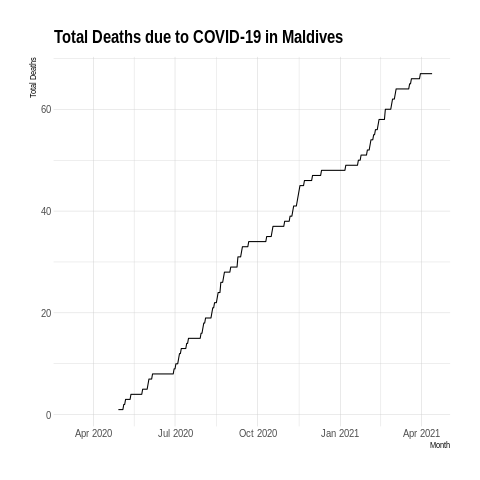 Total Deaths due to COVID-19 in Maldives
Total Deaths
60
40
20
0
Apr 2020 Jul 2020 Oct 2020 Jan 2021 Apr 2021
Month